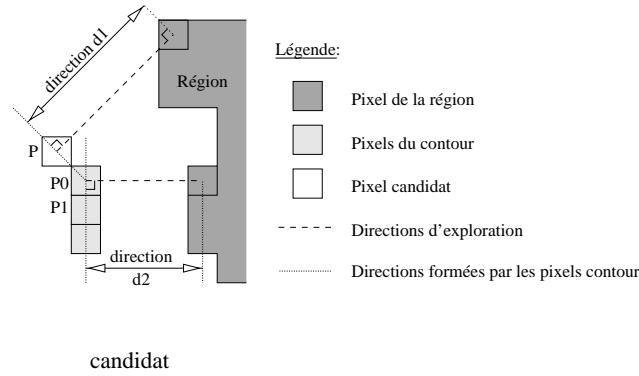 direction d1
Région
P
P0
P1
direction
d2
Légende:
Pixel de la région
Pixels du contour
Pixel candidat
Directions d'exploration
Directions formées par les pixels contour
candidat